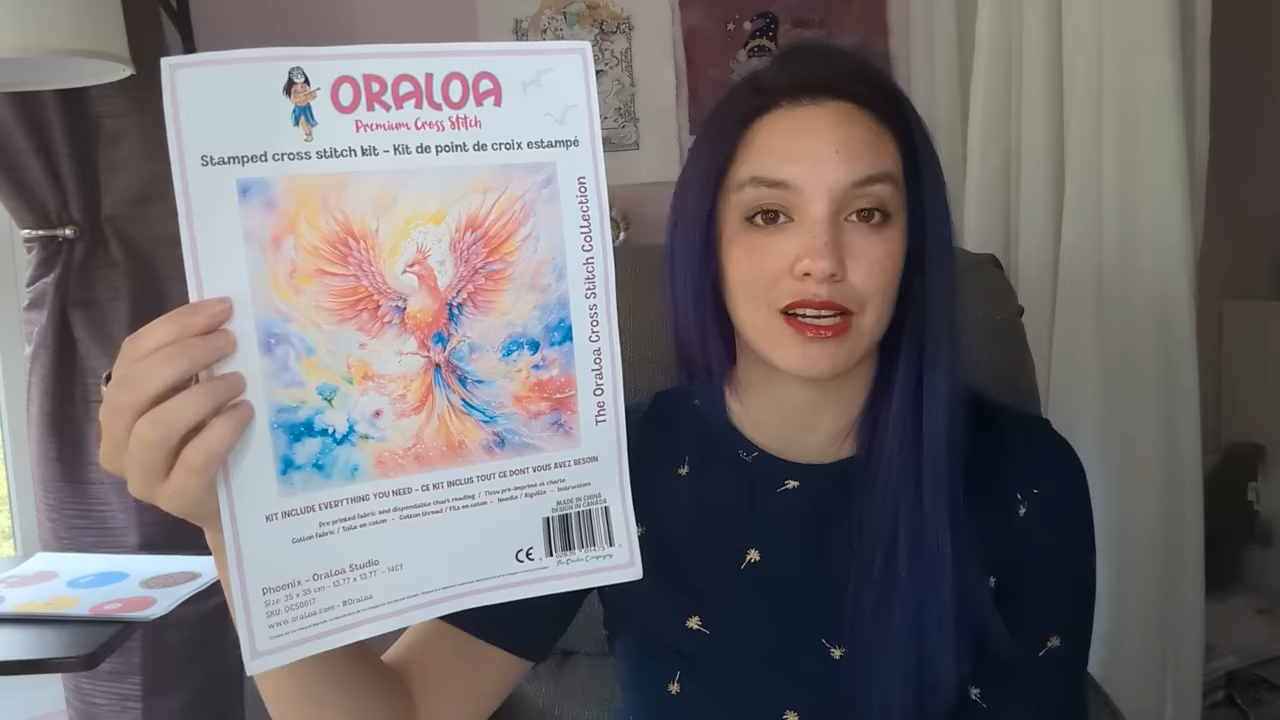 ORALOA
Premium Cross Stitch
Stamped cross stitch kit - Kit de point de croix estampé
The Oraloa Cross Stitch Collection
KIT INCLUDE EVERYTHING YOU NEED - CE KIT INCLUS TOUT CE DONT VOUS AVEZ BESOIN
Pre printed fabric and dispendable chart reading / Tissu pré-imprimé et charte
Cotton fabric / Toile en coton - Cotton thread / Fils en coton - Needle / Aiguille - Instructions
MADE IN CHINA
DESIGN IN CANADA
CE
The Oraloa Company
Phoenix - Oraloa Studio
Size: 35 x 35 cm - 13.77 x 13.77" - 14CT
SKU: OCS0017
www.oraloa.com - #Oraloa